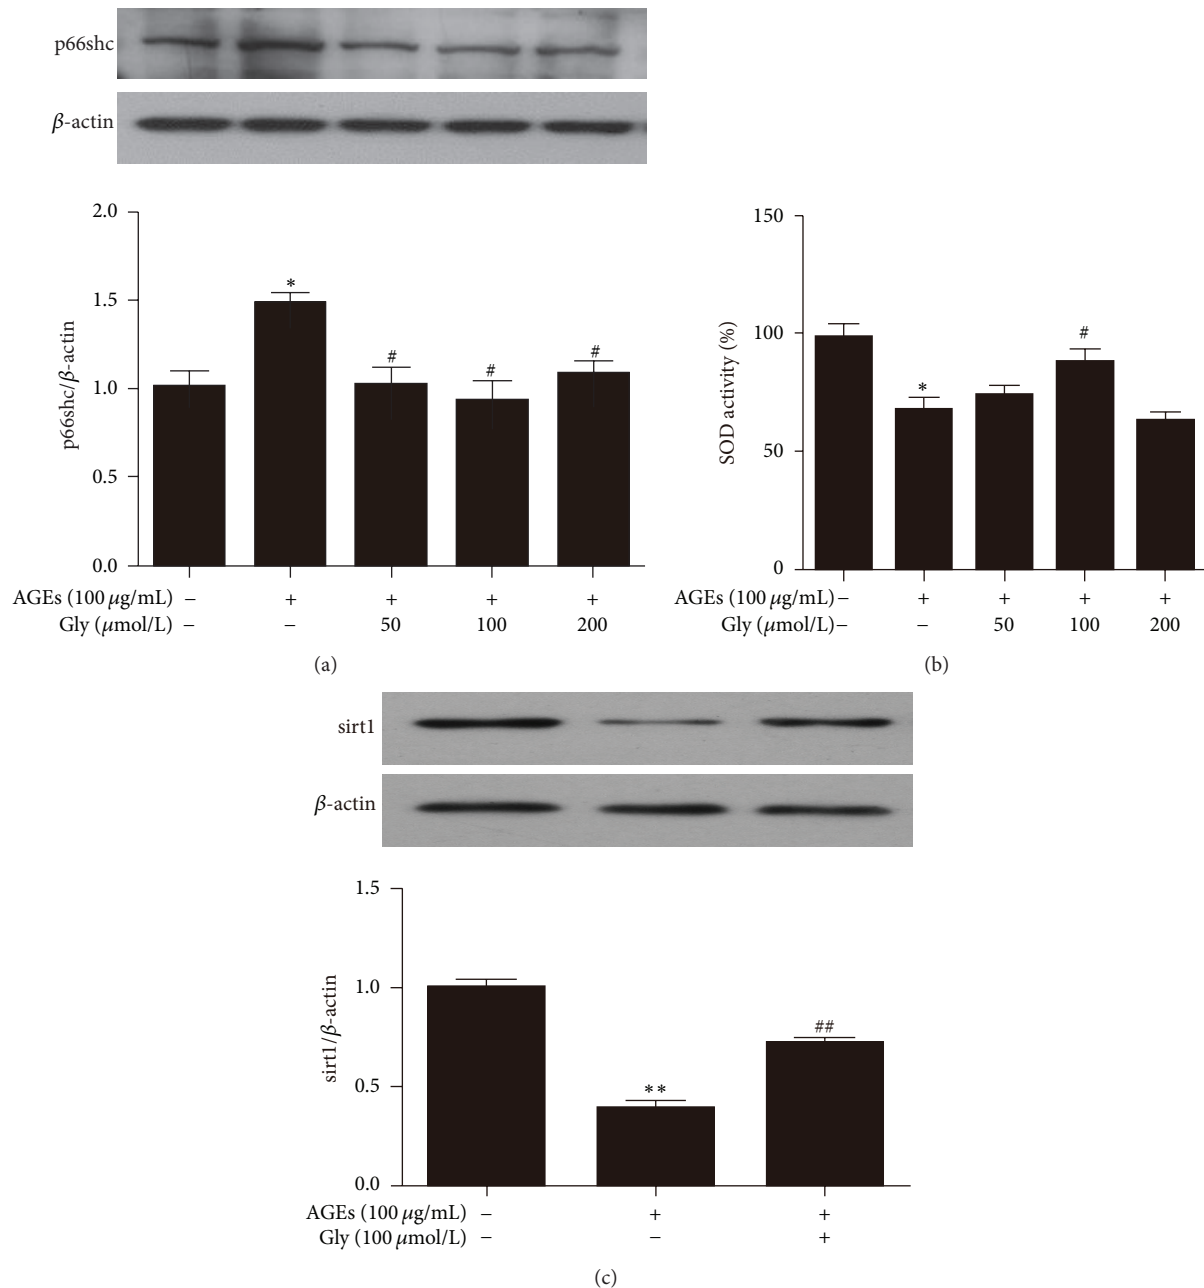 p66shc
β-actin
2.0
1.5
1.0
0.5
0.0
p66shc/β-actin
*
#
#
#
AGEs (100 μg/mL) − + + + +
Gly (μmol/L) − − 50 100 200
(a)
150
100
50
0
SOD activity (%)
*
#
AGEs (100 μg/mL) − + + + +
Gly (μmol/L) − − 50 100 200
(b)
sirt1
β-actin
1.5
1.0
0.5
0.0
sirt1/β-actin
**
##
AGEs (100 μg/mL) − + +
Gly (100 μmol/L) − − +
(c)